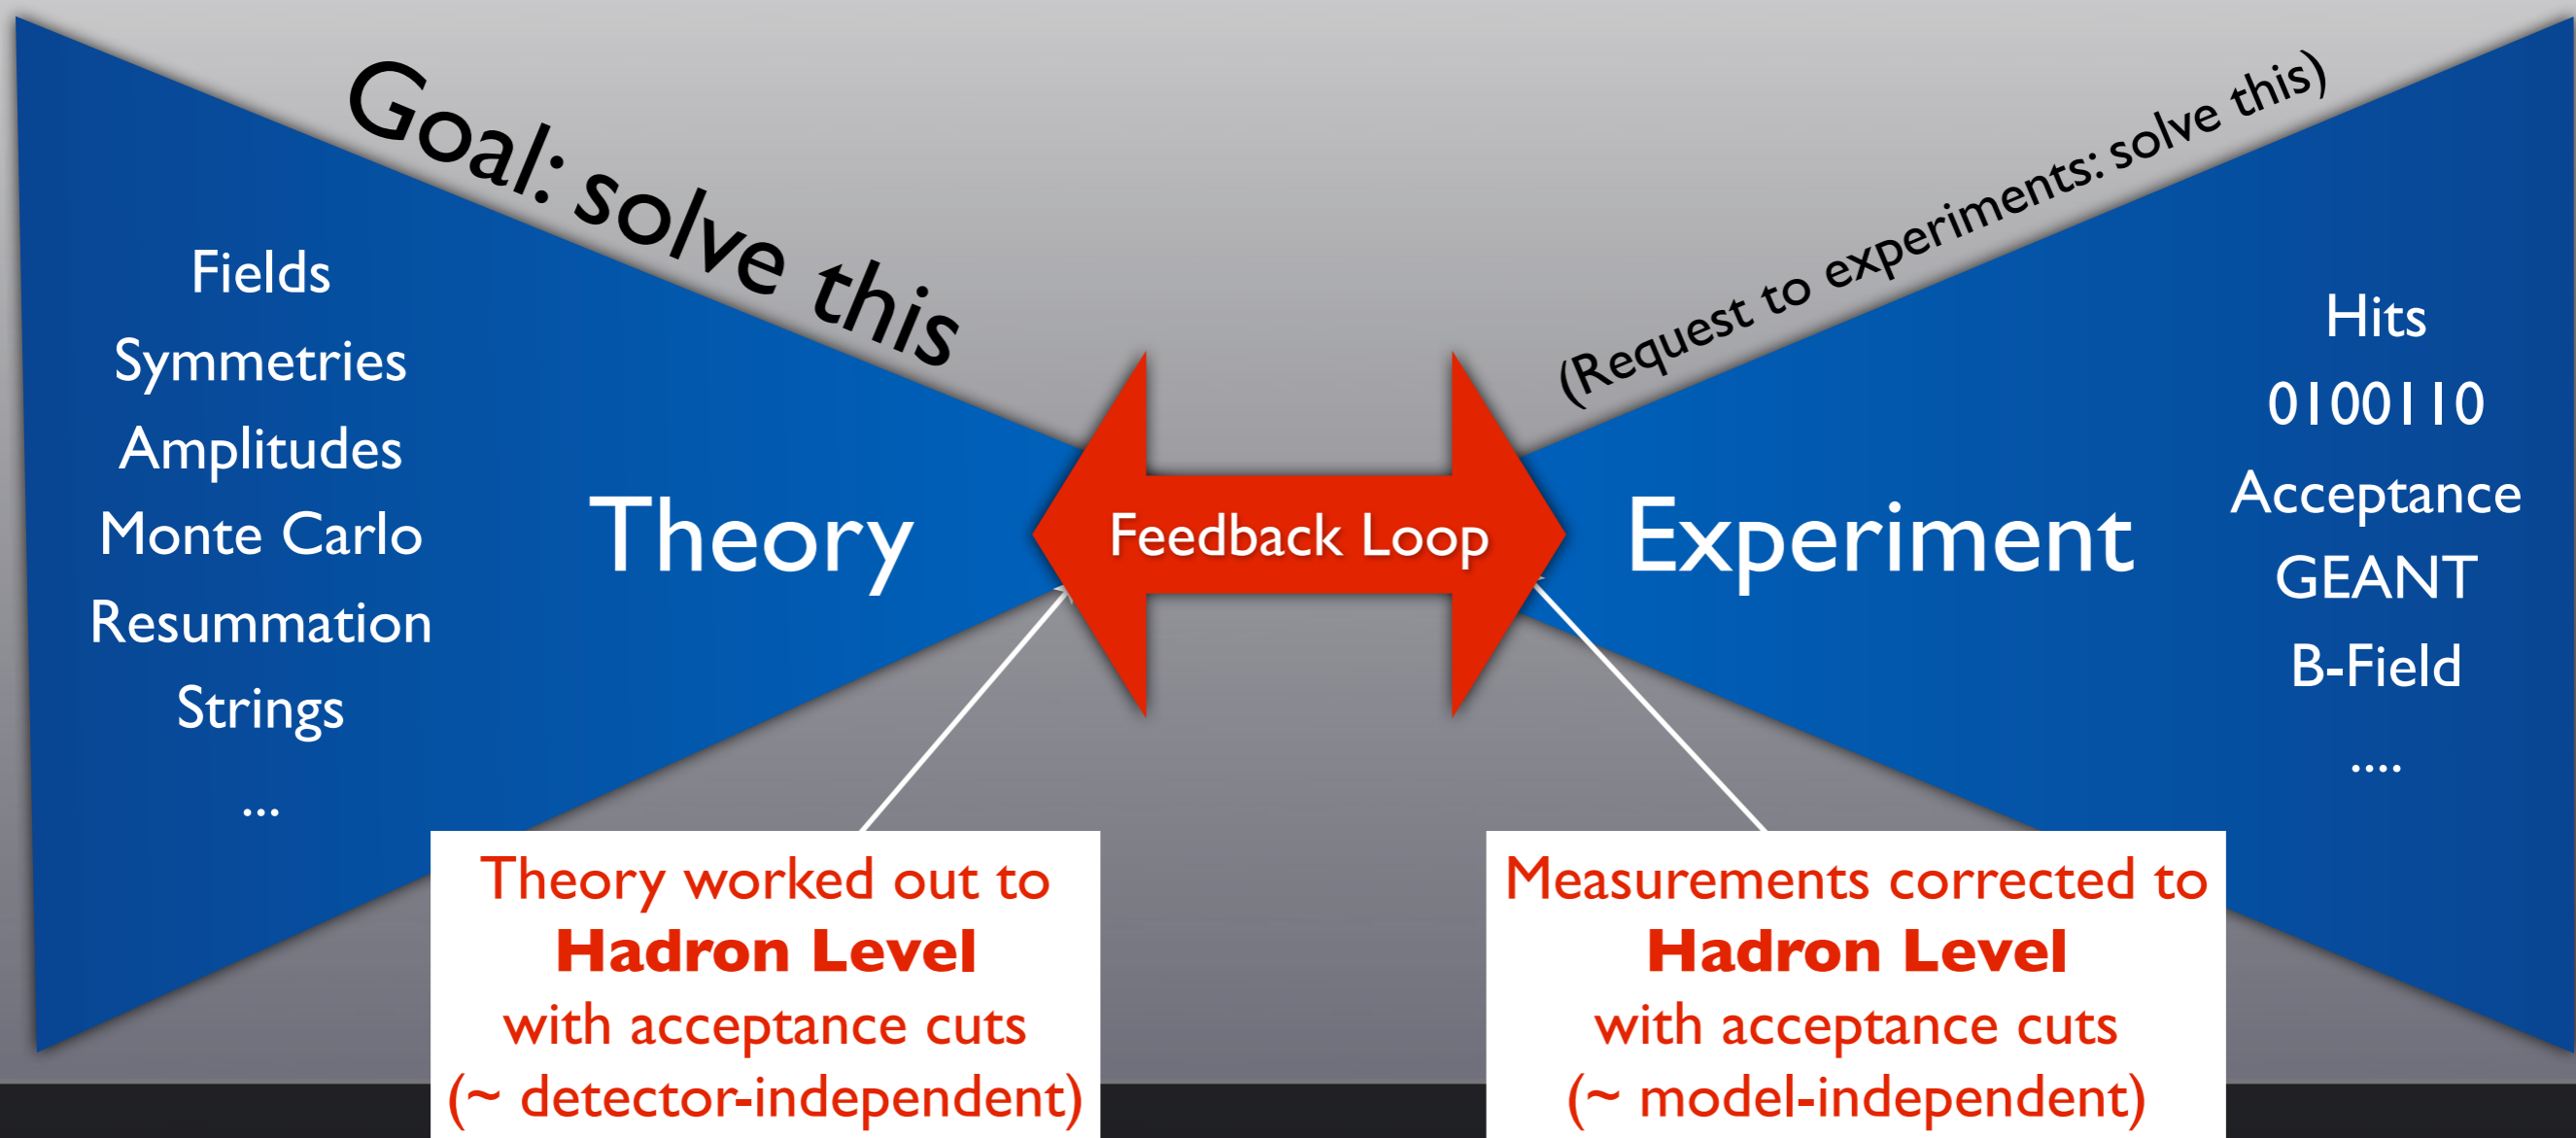 Goal: solve this
(Request to experiments: solve this)
Fields
Symmetries
Amplitudes
Monte Carlo
Resummation
Strings
...
Theory
Feedback Loop
Experiment
Hits
0100110
Acceptance
GEANT
B-Field
....
Theory worked out to
Hadron Level
with acceptance cuts
(~ detector-independent)
Measurements corrected to
Hadron Level
with acceptance cuts
(~ model-independent)